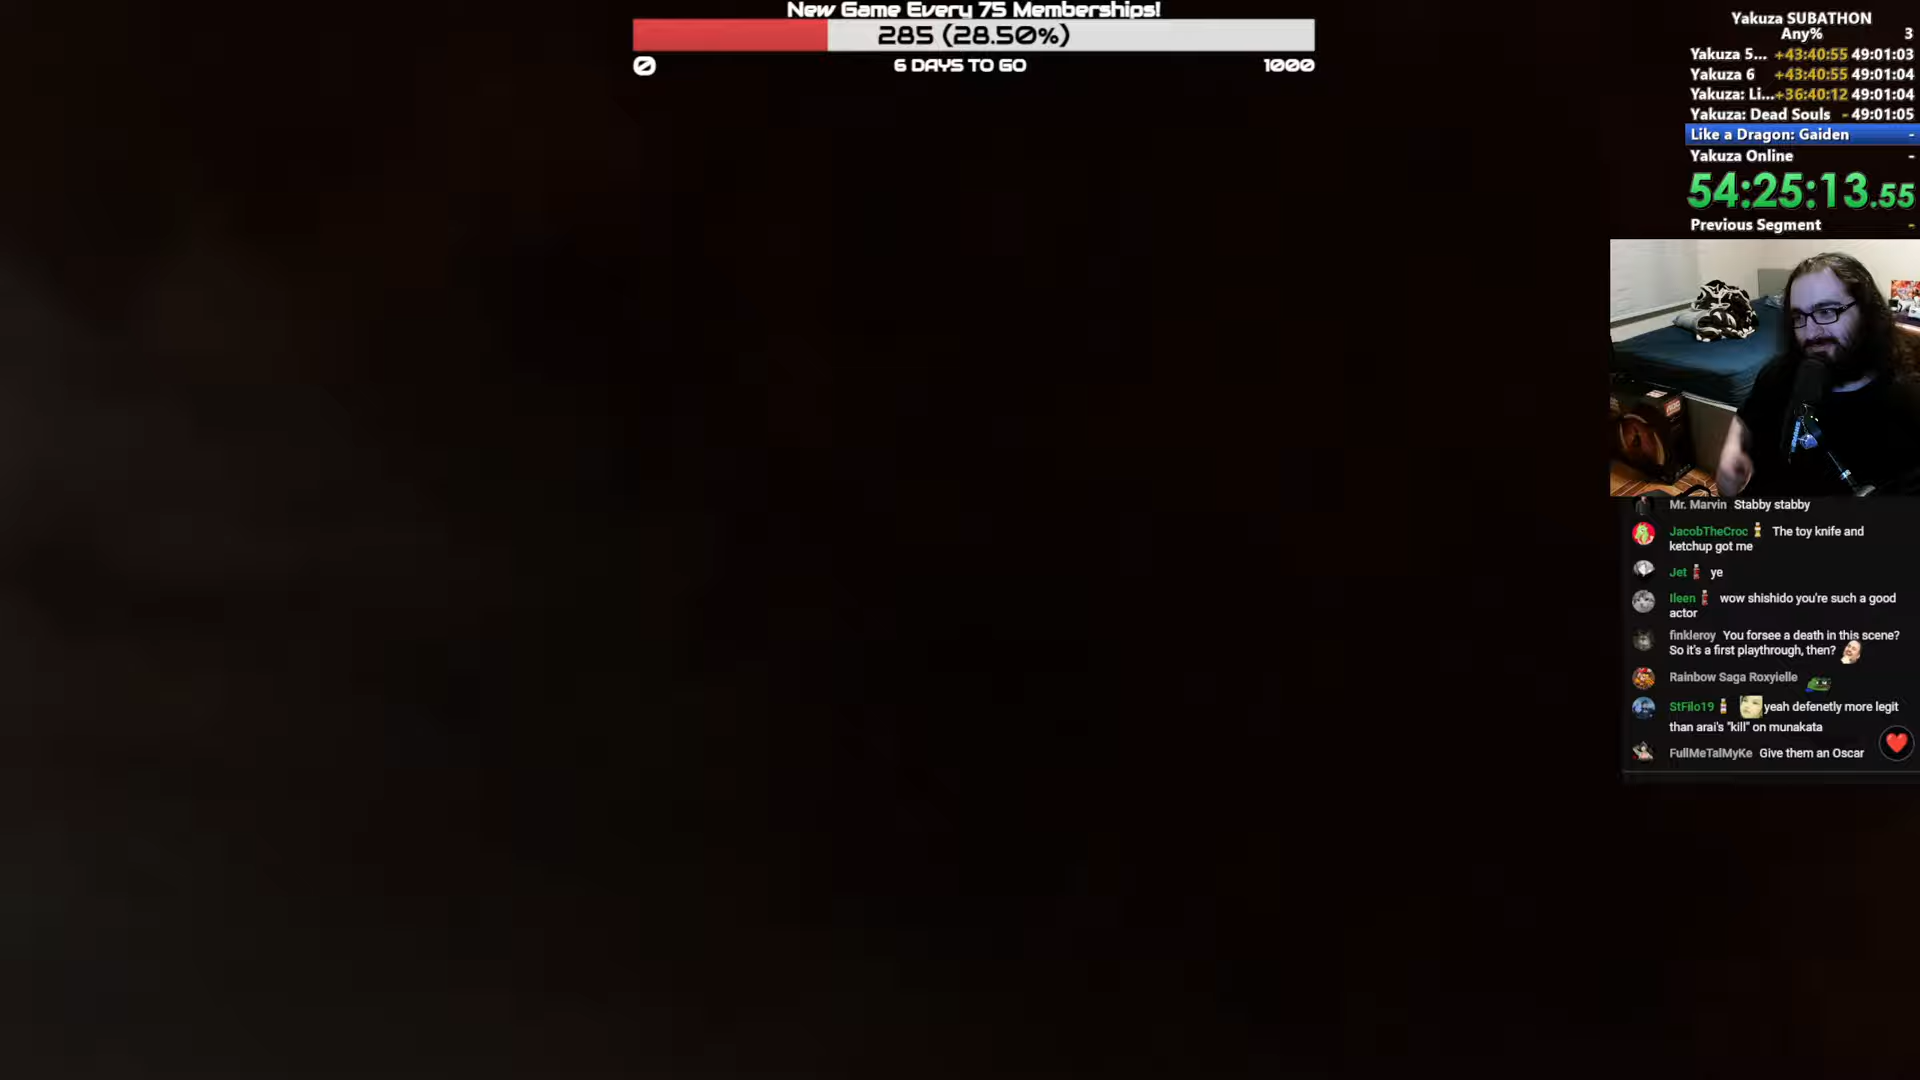 New Game Every 75 Memberships!
285 (28.50%)
0 6 DAYS TO GO 1000
Yakuza SUBATHON
Any% 3
Yakuza 5... +43:40:55 49:01:03
Yakuza 6 +43:40:55 49:01:04
Yakuza: Li...+36:40:12 49:01:04
Yakuza: Dead Souls - 49:01:05
Like a Dragon: Gaiden -
Yakuza Online -
54:25:13.55
Previous Segment -
Mr. Marvin Stabby stabby
JacobTheCroc The toy knife and
ketchup got me
Jet ye
Ileen wow shishido you're such a good
actor
finkleroy You forsee a death in this scene?
So it's a first playthrough, then?
Rainbow Saga Roxyielle
StFilo19 yeah defenetly more legit
than arai's "kill" on munakata
FullMeTalMyKe Give them an Oscar